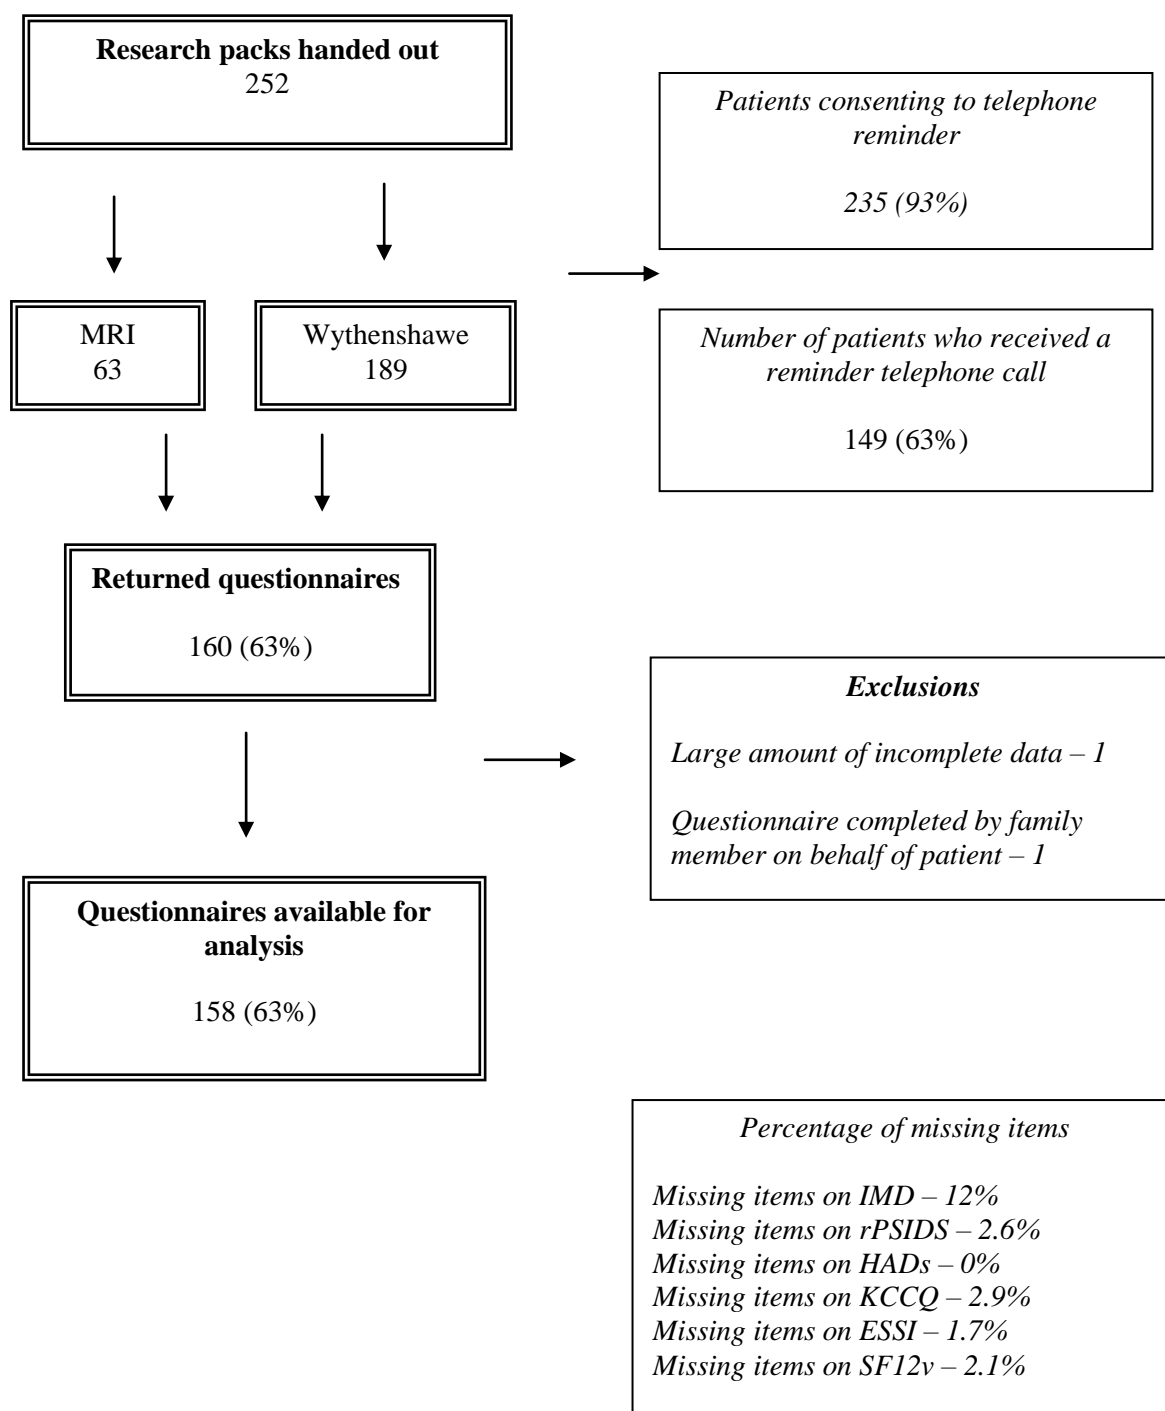 Research packs handed out
252
Patients consenting to telephone
reminder
235 (93%)
MRI
63
Wythenshawe
189
Number of patients who received a
reminder telephone call
149 (63%)
Returned questionnaires
160 (63%)
Exclusions
Large amount of incomplete data – 1
Questionnaire completed by family
member on behalf of patient – 1
Questionnaires available for
analysis
158 (63%)
Percentage of missing items
Missing items on IMD – 12%
Missing items on rPSIDS – 2.6%
Missing items on HADs – 0%
Missing items on KCCQ – 2.9%
Missing items on ESSI – 1.7%
Missing items on SF12v – 2.1%